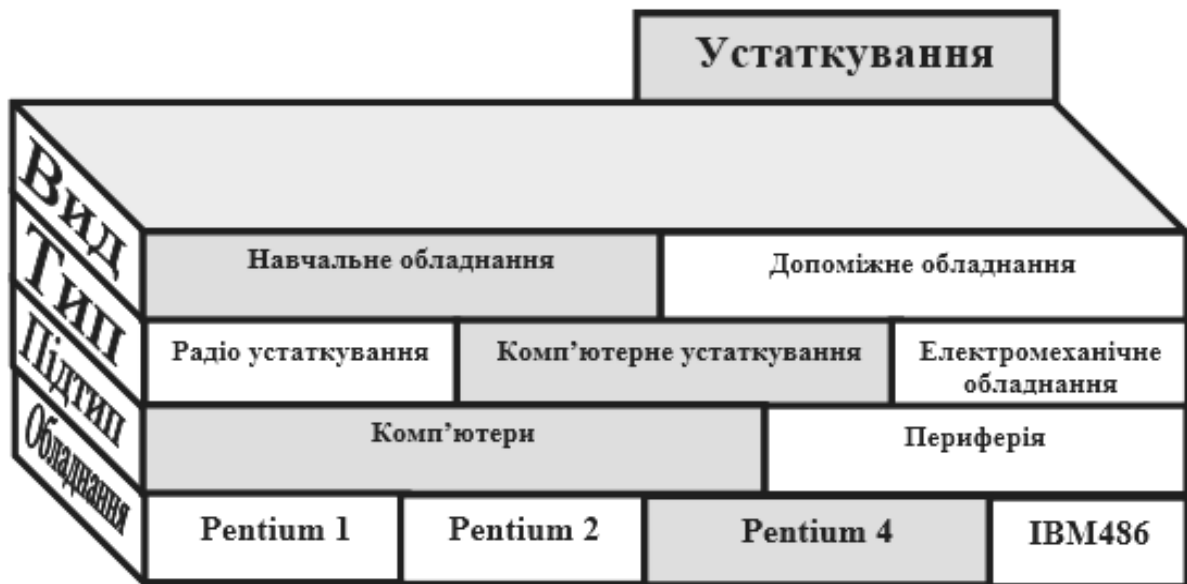 Устаткування
Вид
Навчальне обладнання
Допоміжне обладнання
Тип
Радіо устаткування
Комп’ютерне устаткування
Електромеханічне
обладнання
Підтип
Комп’ютери
Периферія
Обладнання
Pentium 1
Pentium 2
Pentium 4
IBM486